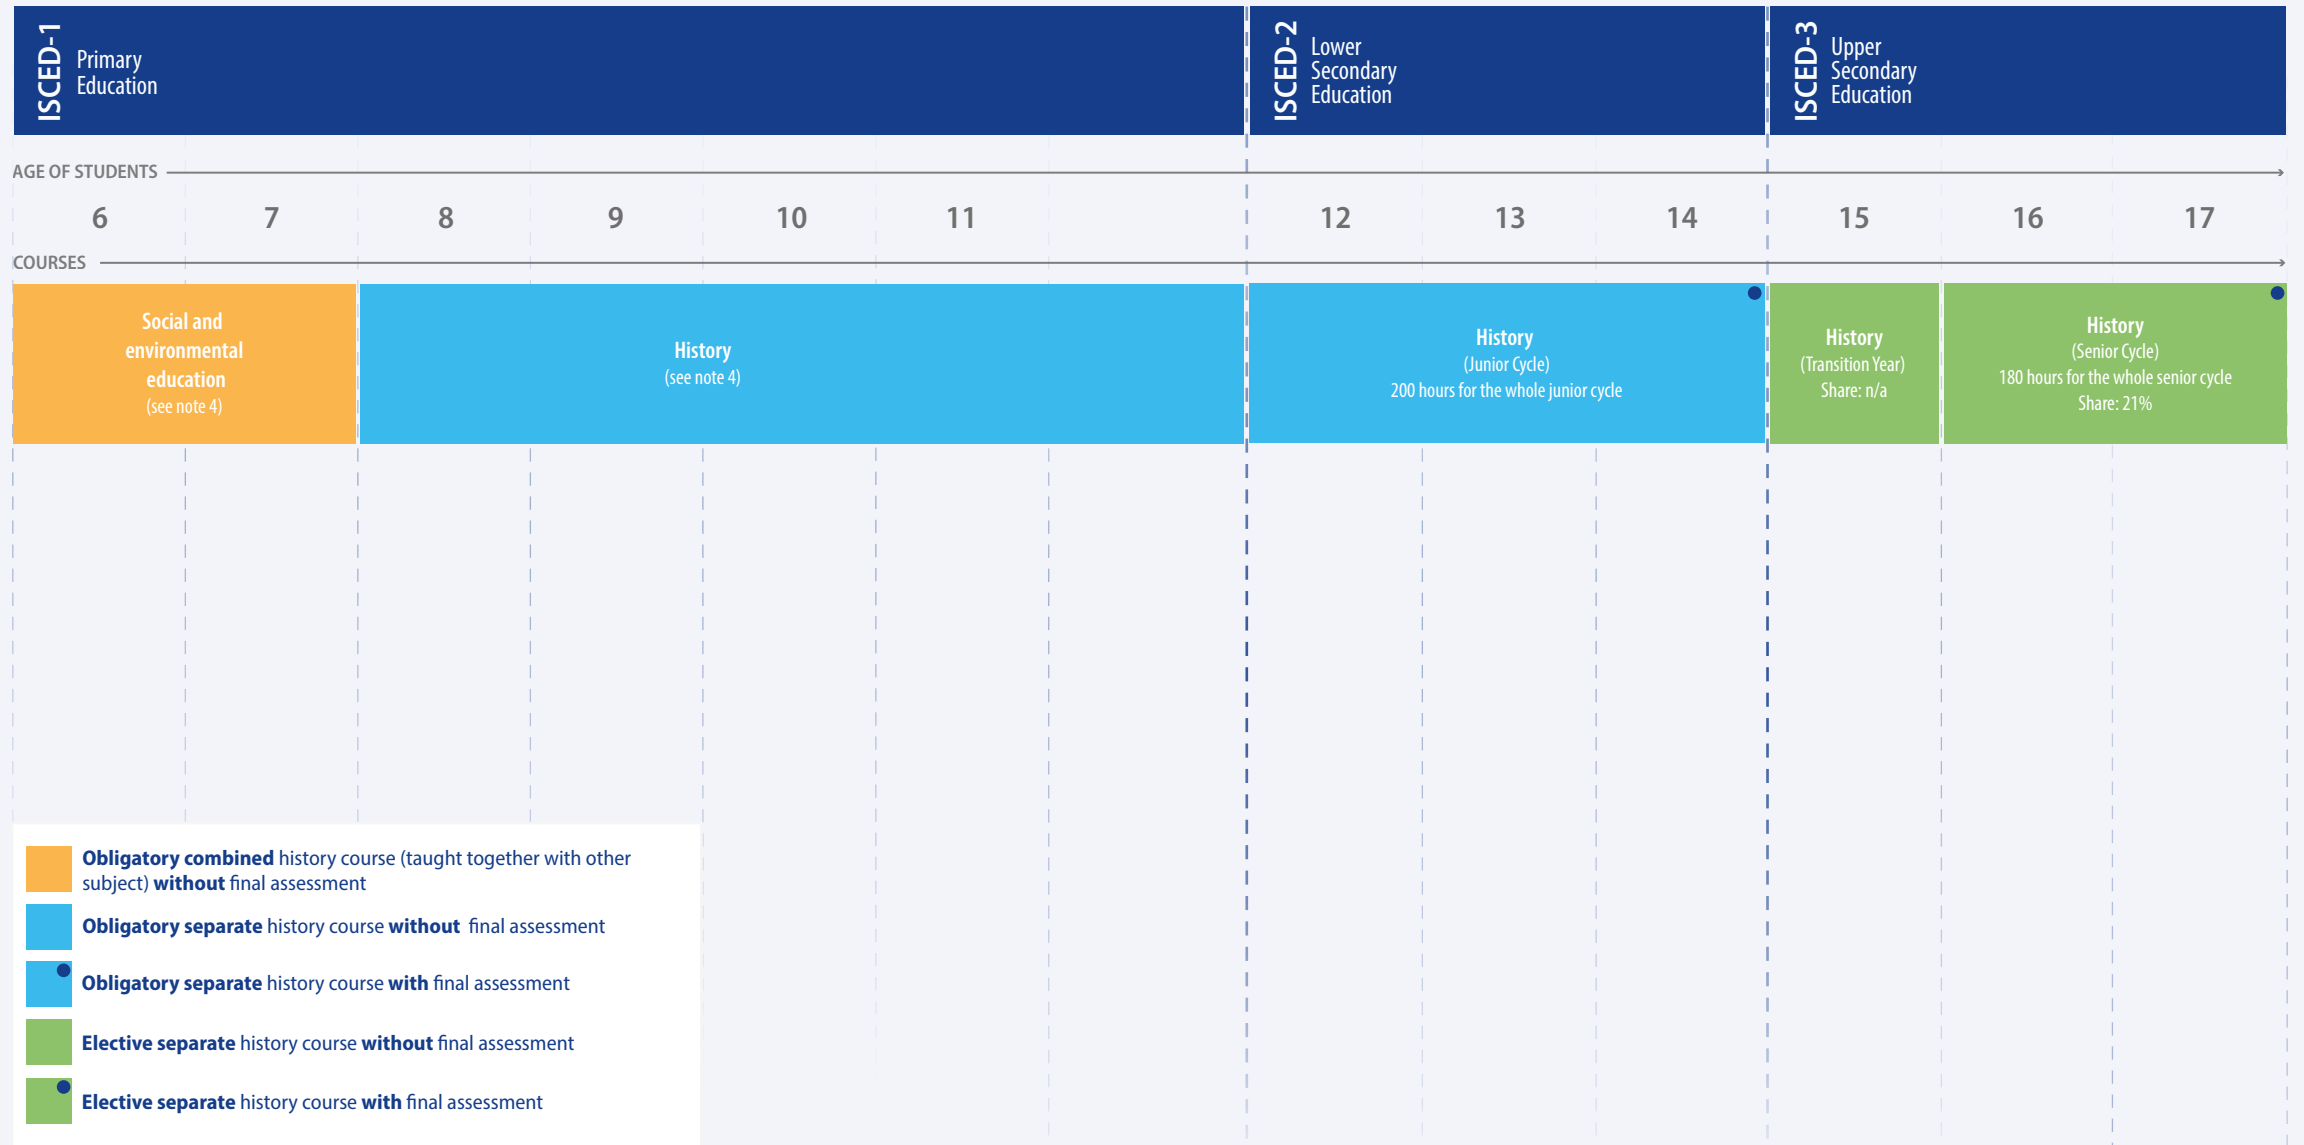 ISCED-1
Primary
Education
ISCED-2
Lower
Secondary
Education
ISCED-3
Upper
Secondary
Education
AGE OF STUDENTS
6 7 8 9 10 11 12 13 14 15 16 17
COURSES
Social and
environmental
education
(see note 4)
History
(see note 4)
History
(Junior Cycle)
200 hours for the whole junior cycle
History
(Transition Year)
Share: n/a
History
(Senior Cycle)
180 hours for the whole senior cycle
Share: 21%
Obligatory combined history course (taught together with other
subject) without final assessment
Obligatory separate history course without final assessment
Obligatory separate history course with final assessment
Elective separate history course without final assessment
Elective separate history course with final assessment